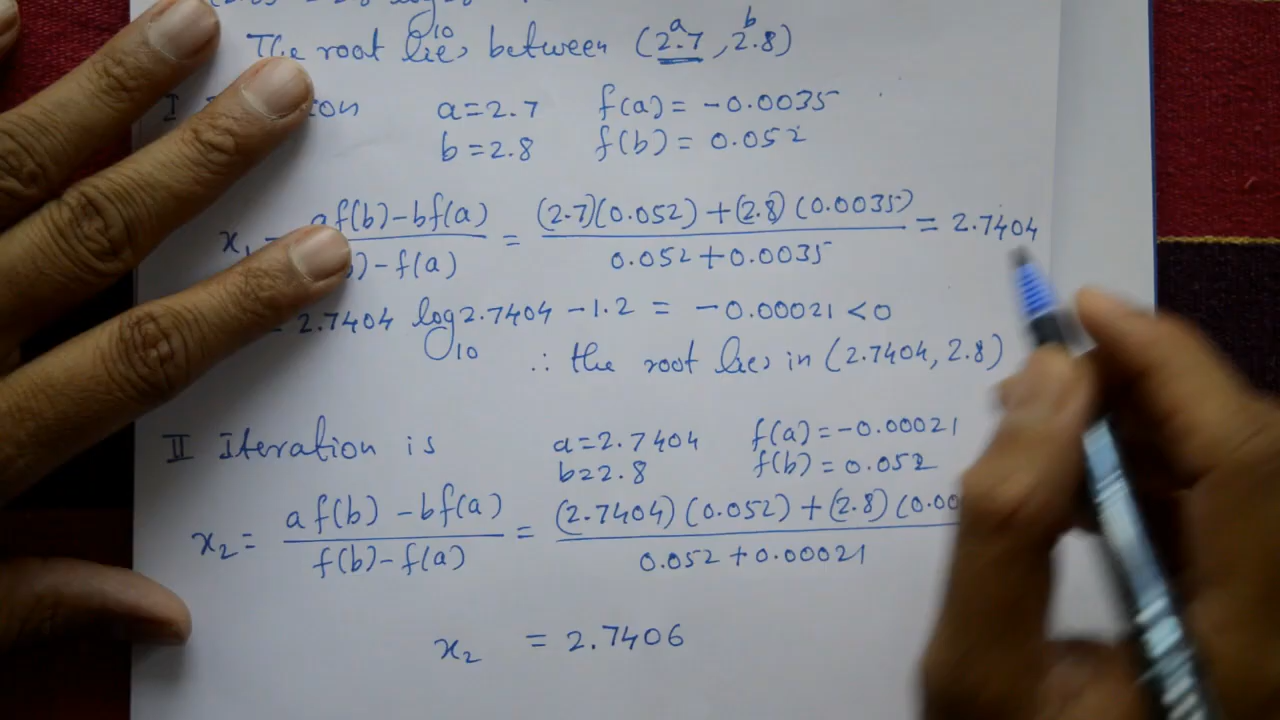 10
The root lies between (2.7, 2.8)
a b
I on a=2.7 f(a) = -0.0035
b=2.8 f(b) = 0.052
x1 = af(b)-bf(a) / )-f(a) = (2.7)(0.052)+(2.8)(0.0035) / 0.052+0.0035 = 2.7404
= 2.7404 log10 2.7404 -1.2 = -0.00021 <0
∴ the root lies in (2.7404, 2.8)
II Iteration is a=2.7404 f(a)=-0.00021
b=2.8 f(b)=0.052
x2 = af(b)-bf(a) / f(b)-f(a) = (2.7404)(0.052)+(2.8)(0.00 / 0.052+0.00021
x2 = 2.7406